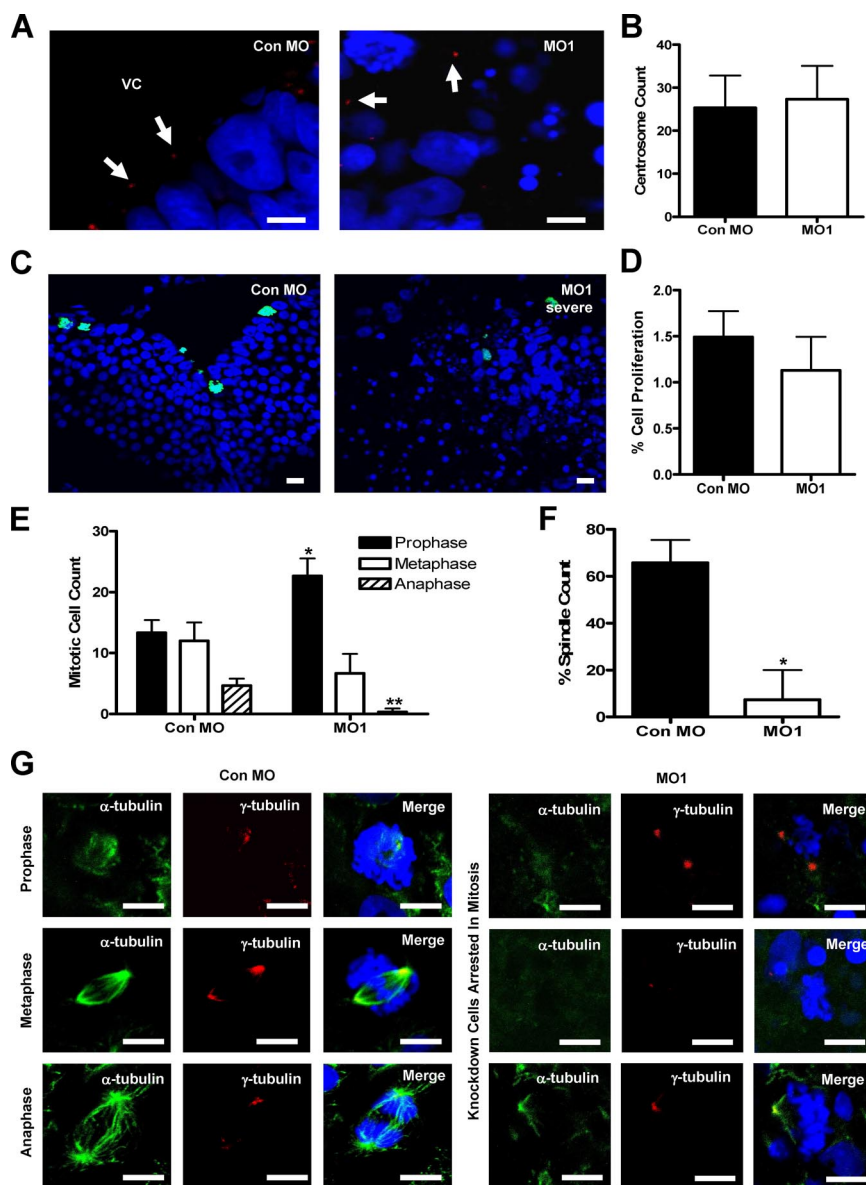 A
Con MO
VC
MO1
B
Centrosome Count
40
30
20
10
0
Con MO
MO1
C
Con MO
MO1
severe
D
% Cell Proliferation
2.0
1.5
1.0
0.5
0.0
Con MO
MO1
E
Mitotic Cell Count
30
20
10
0
*
**
Prophase
Metaphase
Anaphase
Con MO
MO1
F
% Spindle Count
80
60
40
20
0
*
Con MO
MO1
G
Con MO
MO1
Prophase
α-tubulin
γ-tubulin
Merge
Metaphase
α-tubulin
γ-tubulin
Merge
Anaphase
α-tubulin
γ-tubulin
Merge
Knockdown Cells Arrested In Mitosis
α-tubulin
γ-tubulin
Merge
α-tubulin
γ-tubulin
Merge
α-tubulin
γ-tubulin
Merge